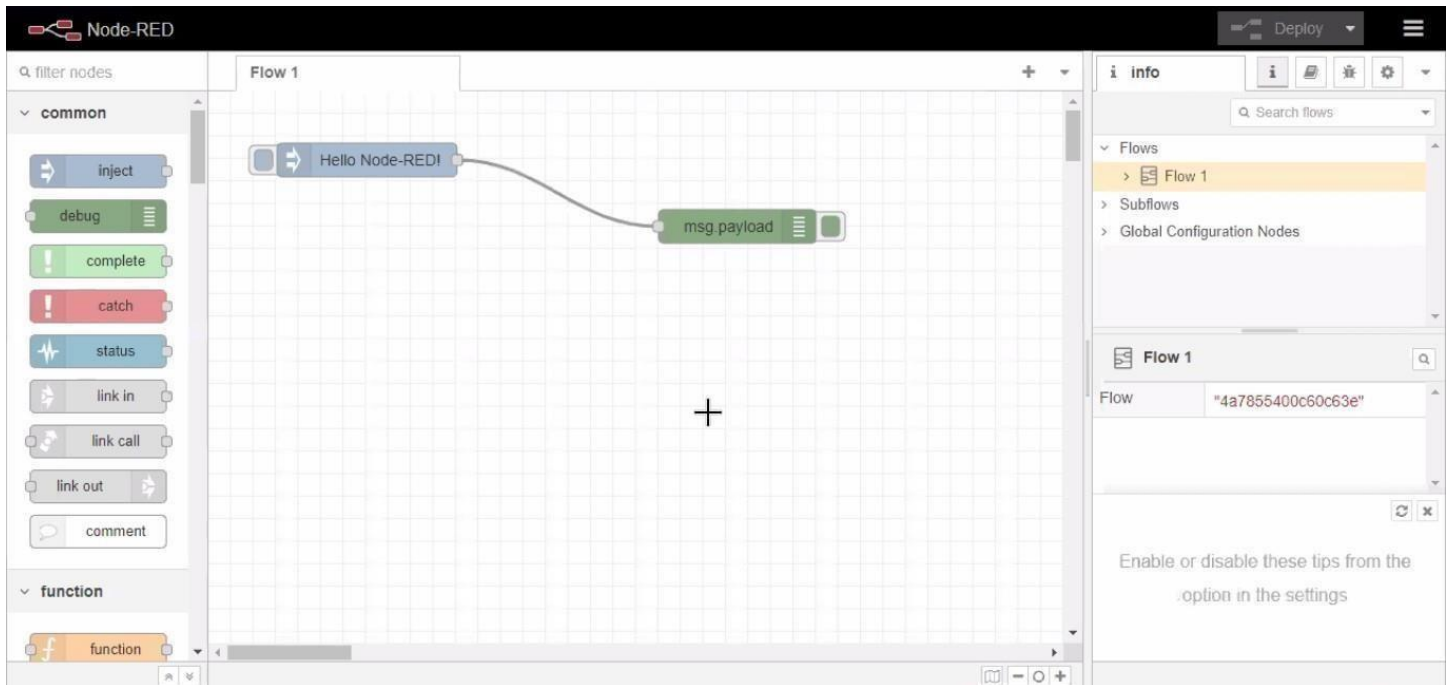 Node-RED
Deploy
filter nodes
common
inject
debug
complete
catch
status
link in
link call
link out
comment
function
function
Flow 1
Hello Node-RED!
msg.payload
i info
Search flows
Flows
Flow 1
Subflows
Global Configuration Nodes
Flow 1
Flow "4a7855400c60c63e"
Enable or disable these tips from the
.option in the settings